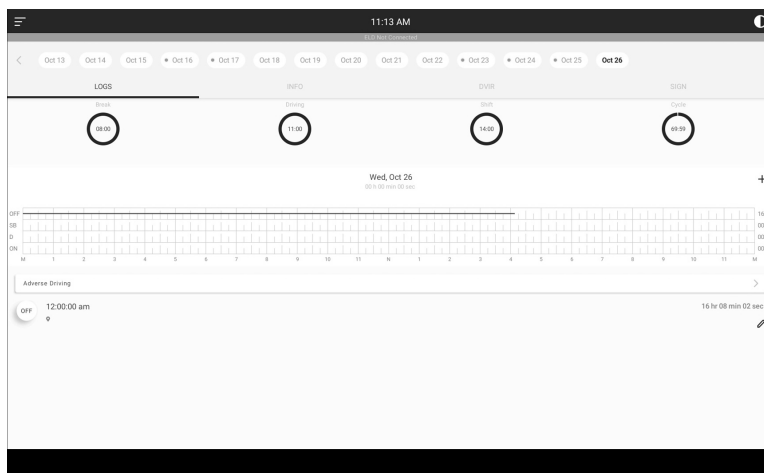 11:13 AM
ELD Not Connected
Oct 13 Oct 14 Oct 15 Oct 16 Oct 17 Oct 18 Oct 19 Oct 20 Oct 21 Oct 22 Oct 23 Oct 24 Oct 25 Oct 26
LOGS INFO DVIR SIGN
Break Driving Shift Cycle
08:00 11:00 14:00 69:59
Wed, Oct 26
00 h 00 min 00 sec
OFF 16
SB 00
D 00
ON 00
M 1 2 3 4 5 6 7 8 9 10 11 N 1 2 3 4 5 6 7 8 9 10 11 M
Adverse Driving
OFF 12:00:00 am 16 hr 08 min 02 sec